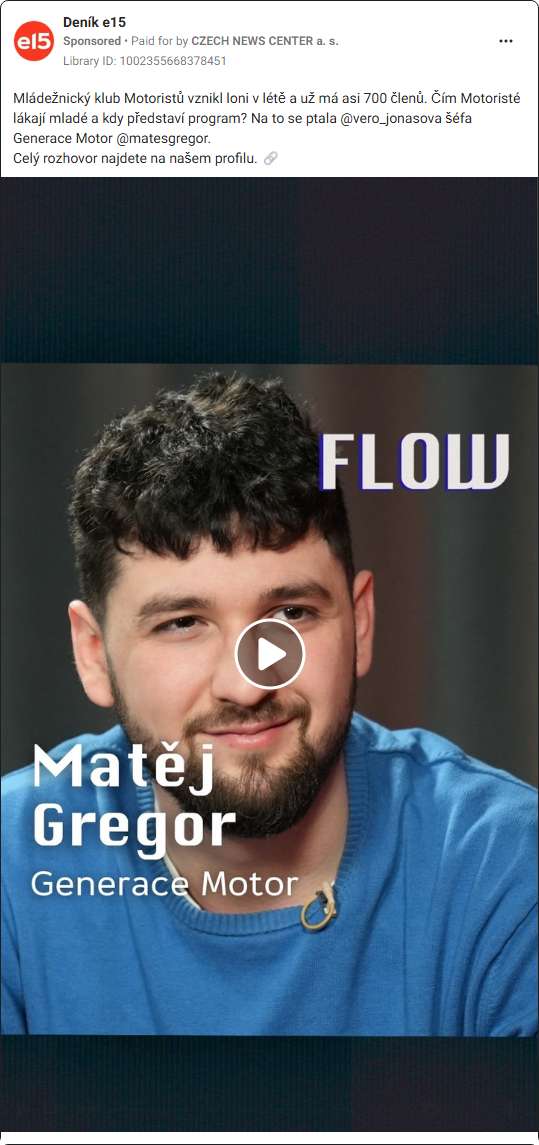 Deník e15
Sponsored • Paid for by CZECH NEWS CENTER a. s.
Library ID: 1002355668378451
Mládežnický klub Motoristů vznikl loni v létě a už má asi 700 členů. Čím Motoristé
lákají mladé a kdy představí program? Na to se ptala @vero_jonasova šéfa
Generace Motor @matesgregor.
Celý rozhovor najdete na našem profilu. 🔗
e15
FLOW
Matěj
Gregor
Generace Motor